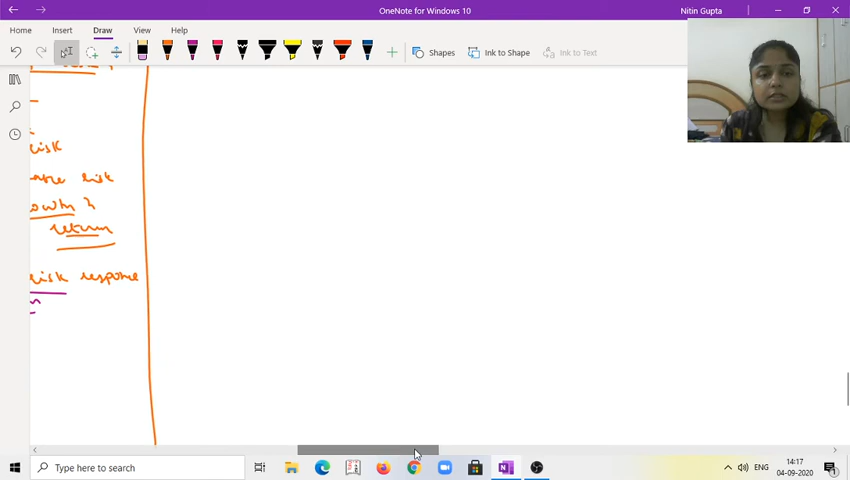 OneNote for Windows 10
Nitin Gupta
Home Insert Draw View Help
Shapes Ink to Shape Ink to Text
risk
risk
return
risk response
Type here to search
ENG
14:17
04-09-2020